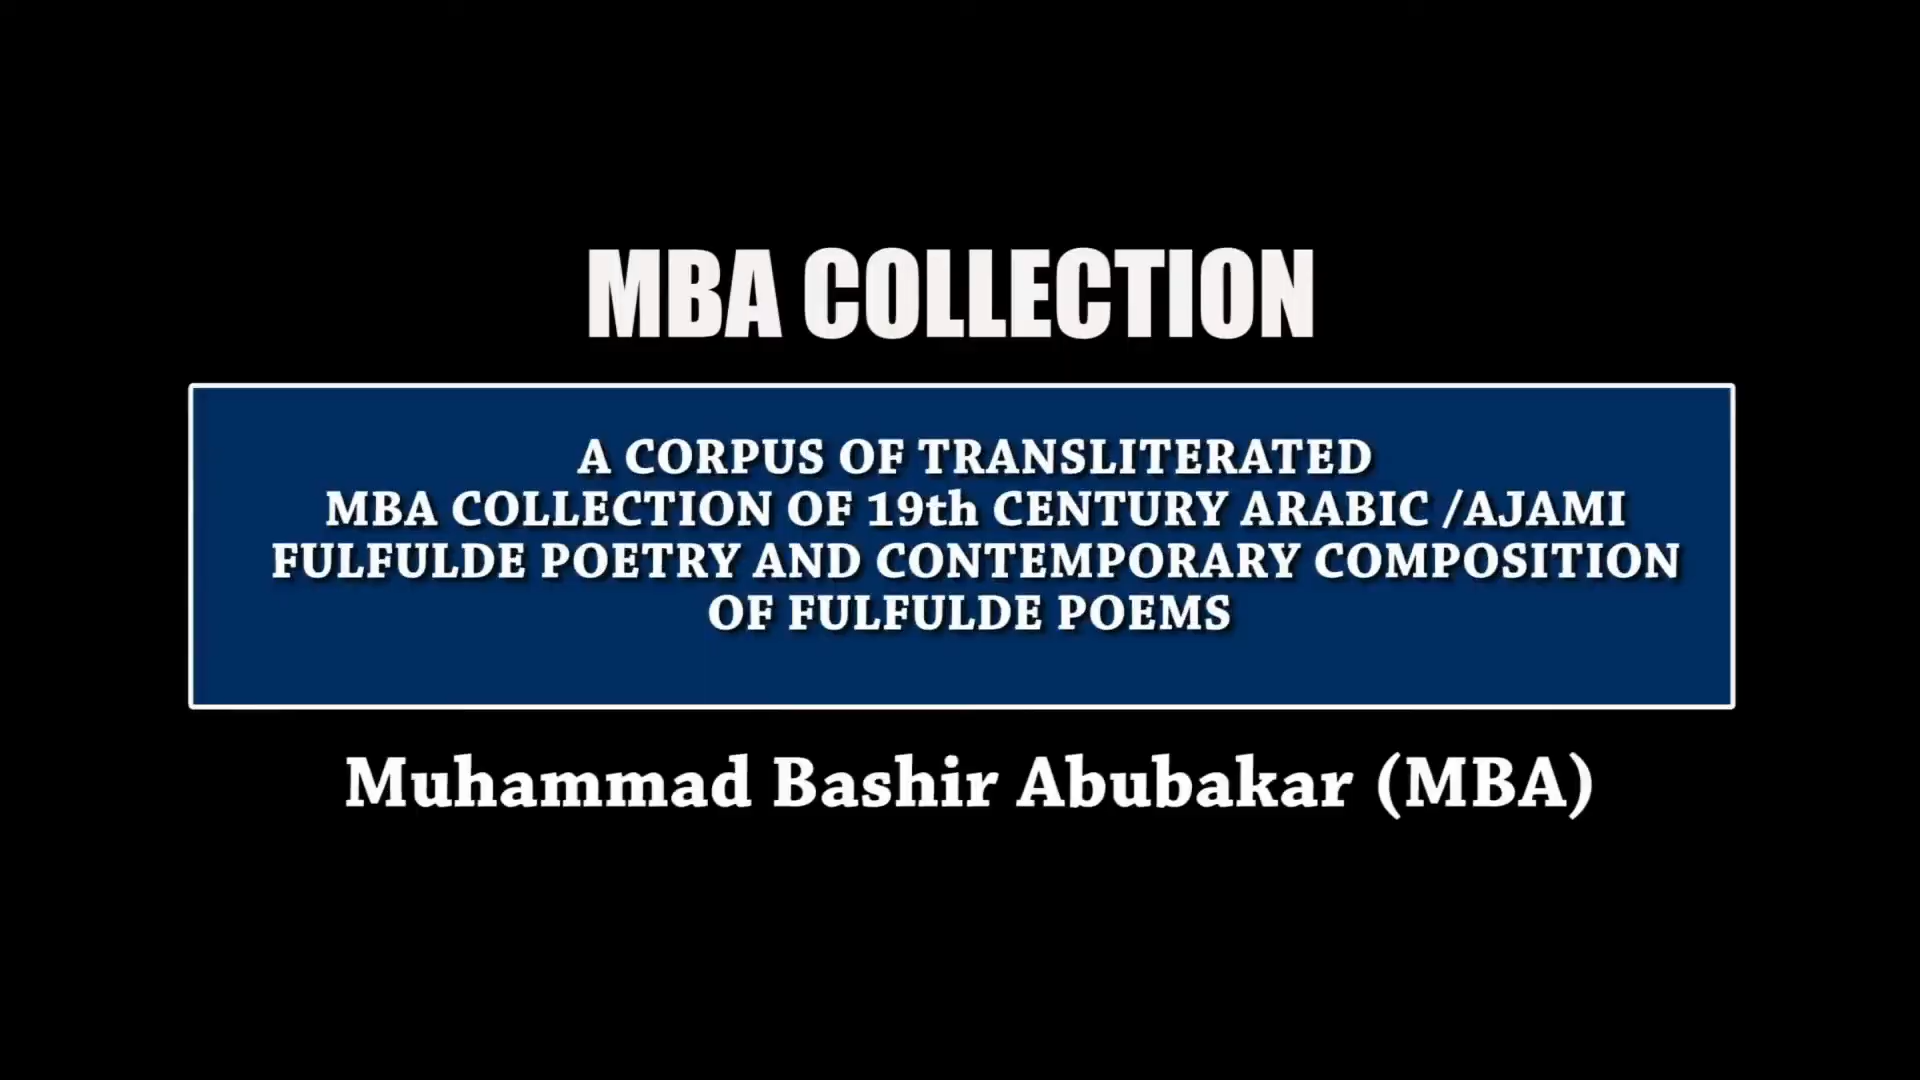 MBA COLLECTION
A CORPUS OF TRANSLITERATED
MBA COLLECTION OF 19th CENTURY ARABIC /AJAMI
FULFULDE POETRY AND CONTEMPORARY COMPOSITION
OF FULFULDE POEMS
Muhammad Bashir Abubakar (MBA)